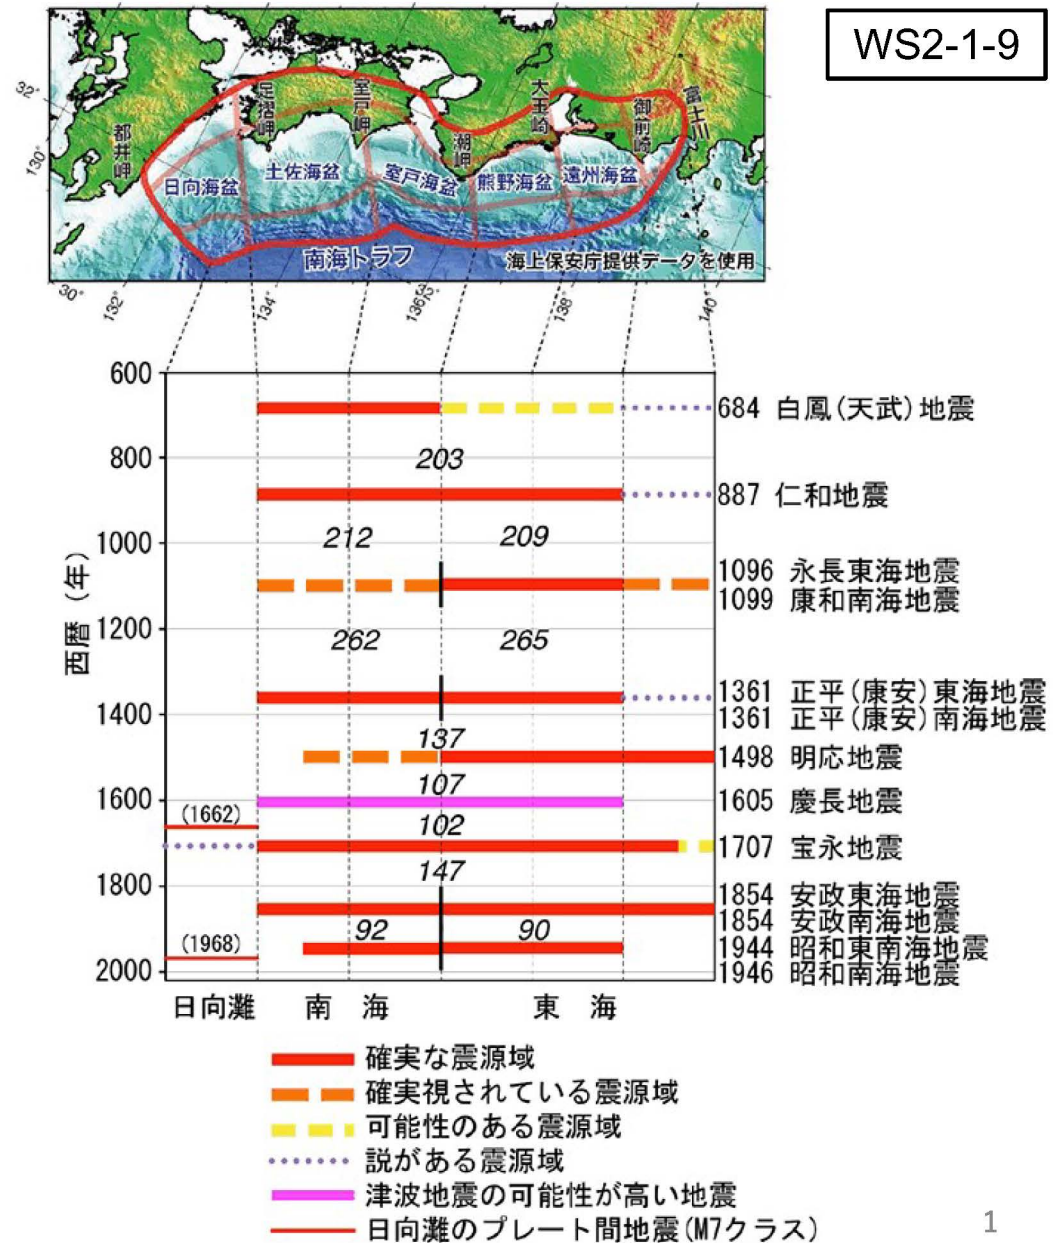 WS2-1-9
32°
130°
都井岬
足摺岬
室戸岬
潮岬
大王崎
御前崎
富士川
日向海盆
土佐海盆
室戸海盆
熊野海盆
遠州海盆
南海トラフ
海上保安庁提供データを使用
30°
132°
134°
136°
138°
140°
西暦(年)
600
800
1000
1200
1400
1600
1800
2000
684 白鳳(天武)地震
203
887 仁和地震
212
209
1096 永長東海地震
1099 康和南海地震
262
265
1361 正平(康安)東海地震
1361 正平(康安)南海地震
137
1498 明応地震
107
1605 慶長地震
(1662)
102
1707 宝永地震
147
1854 安政東海地震
1854 安政南海地震
92
90
(1968)
1944 昭和東南海地震
1946 昭和南海地震
日向灘 南 海 東 海
確実な震源域
確実視されている震源域
可能性のある震源域
説がある震源域
津波地震の可能性が高い地震
日向灘のプレート間地震(M7クラス)
1